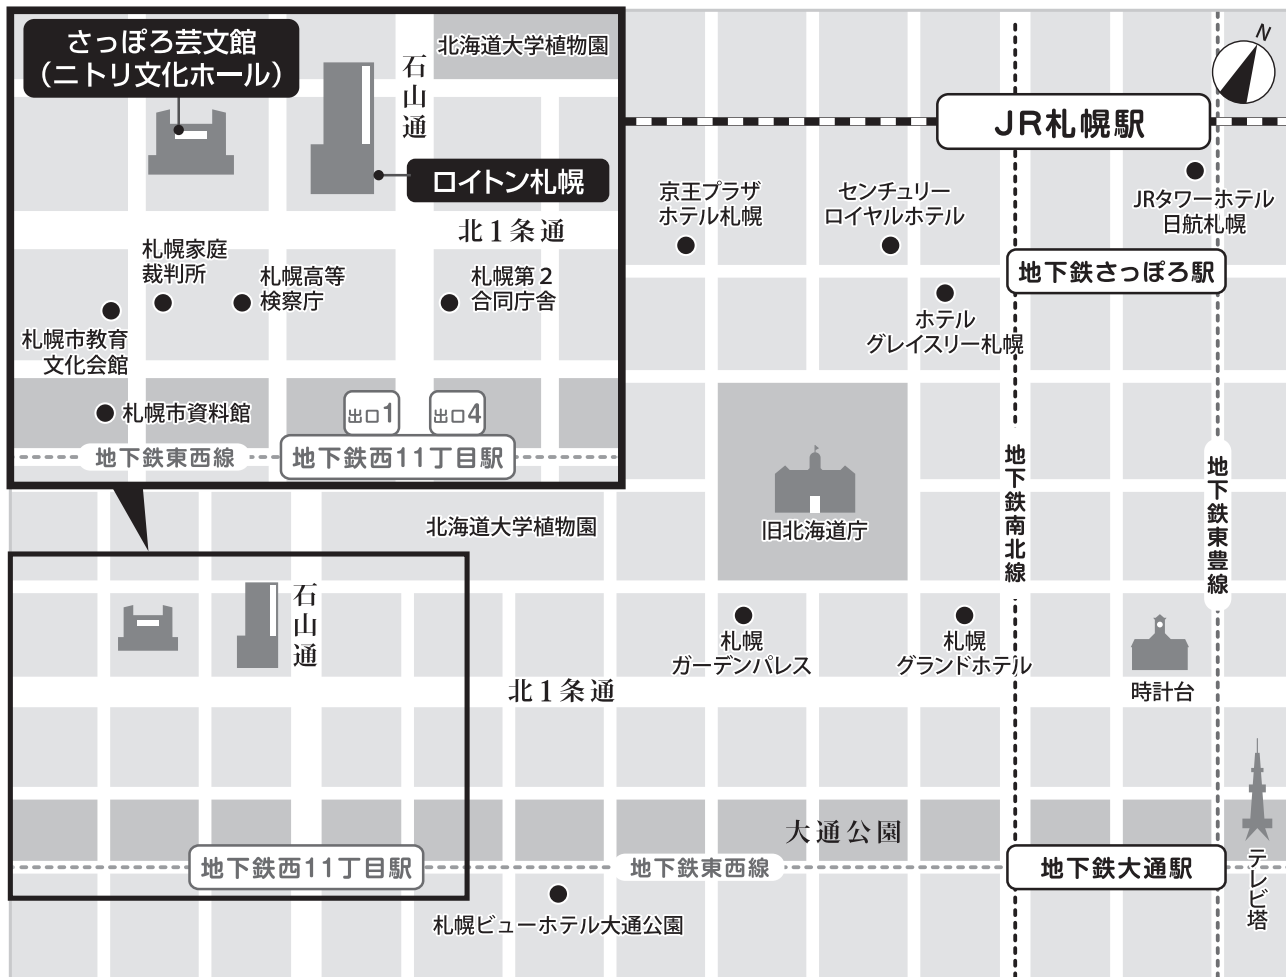 さっぽろ芸文館
（ニトリ文化ホール）
北海道大学植物園
石山通
ロイトン札幌
北1条通
札幌家庭
裁判所
札幌高等
検察庁
札幌第2
合同庁舎
札幌市教育
文化会館
札幌市資料館
出口1
出口4
地下鉄東西線
地下鉄西11丁目駅
N
JR札幌駅
京王プラザ
ホテル札幌
センチュリー
ロイヤルホテル
JRタワーホテル
日航札幌
地下鉄さっぽろ駅
ホテル
グレイスリー札幌
地下鉄南北線
地下鉄東豊線
旧北海道庁
北海道大学植物園
石山通
札幌
ガーデンパレス
札幌
グランドホテル
時計台
北1条通
大通公園
テレビ塔
地下鉄西11丁目駅
地下鉄東西線
地下鉄大通駅
札幌ビューホテル大通公園